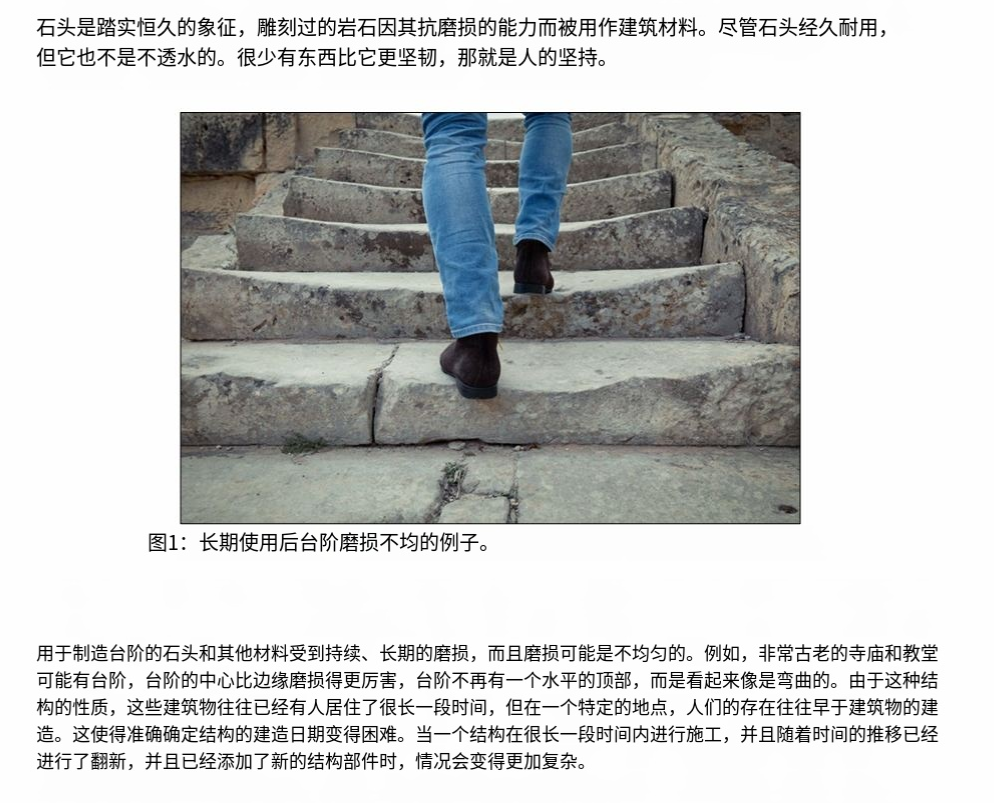 石头是踏实恒久的象征，雕刻过的岩石因其抗磨损的能力而被用作建筑材料。尽管石头经久耐用，
但它也不是不透水的。很少有东西比它更坚韧，那就是人的坚持。
图1：长期使用后台阶磨损不均的例子。
用于制造台阶的石头和其他材料受到持续、长期的磨损，而且磨损可能是不均匀的。例如，非常古老的寺庙和教堂
可能有台阶，台阶的中心比边缘磨损得更厉害，台阶不再有一个水平的顶部，而是看起来像是弯曲的。由于这种结
构的性质，这些建筑物往往已经有人居住了很长一段时间，但在一个特定的地点，人们的存在往往早于建筑物的建
造。这使得准确确定结构的建造日期变得困难。当一个结构在很长一段时间内进行施工，并且随着时间的推移已经
进行了翻新，并且已经添加了新的结构部件时，情况会变得更加复杂。